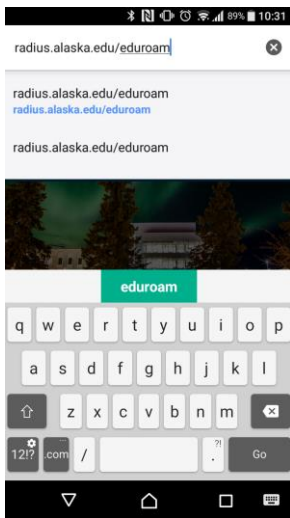 89% 10:31
radius.alaska.edu/eduroam
radius.alaska.edu/eduroam
radius.alaska.edu/eduroam
radius.alaska.edu/eduroam
eduroam
q w e r t y u i o p
a s d f g h j k l
z x c v b n m
12!? .com / ?! . Go